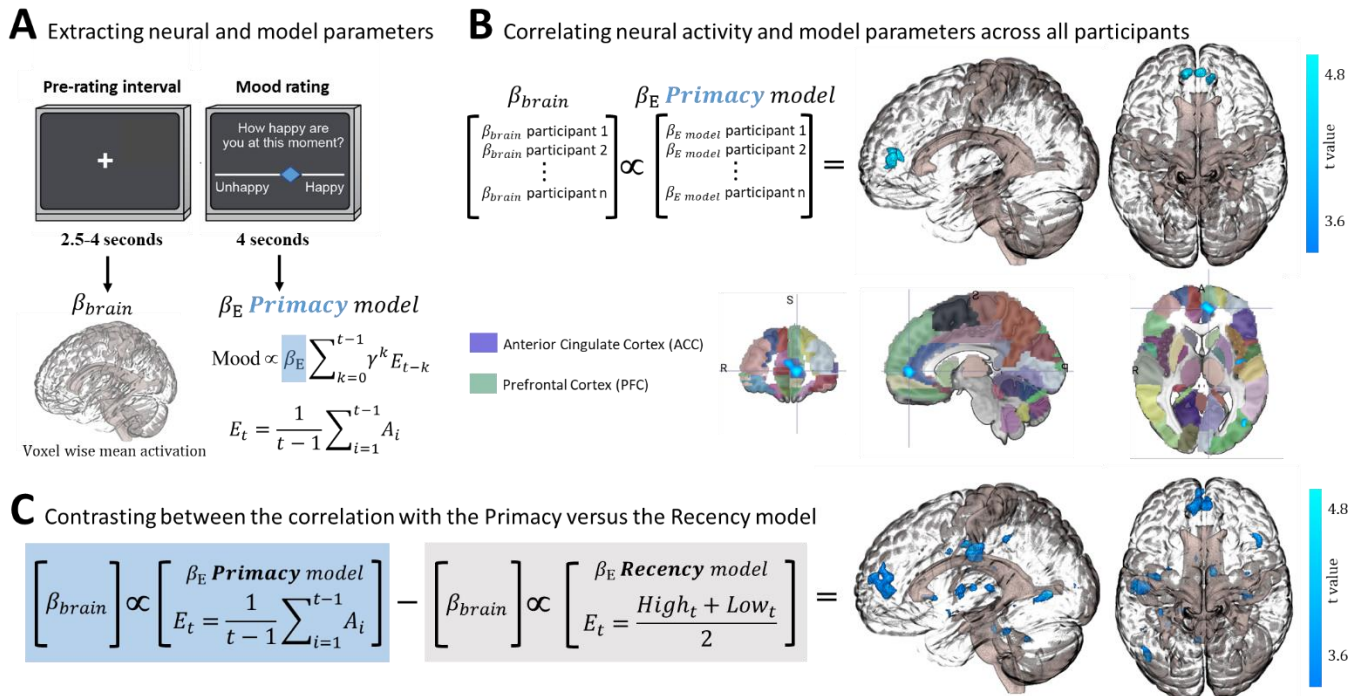 A Extracting neural and model parameters
Pre-rating interval
Mood rating
+
How happy are
you at this moment?
Unhappy
Happy
2.5-4 seconds
4 seconds
β_brain
β_E Primacy model
Mood ∝ β_E ∑_{k=0}^{t-1} γ^k E_{t-k}
E_t = 1/(t − 1) ∑_{i=1}^{t-1} A_i
Voxel wise mean activation
B Correlating neural activity and model parameters across all participants
β_brain
β_E Primacy model
[β_brain participant 1
β_brain participant 2
⋮
β_brain participant n]
∝
[β_E model participant 1
β_E model participant 2
⋮
β_E model participant n]
=
4.8
t value
3.6
Anterior Cingulate Cortex (ACC)
Prefrontal Cortex (PFC)
S
R
S
P
A
R
C Contrasting between the correlation with the Primacy versus the Recency model
[β_brain] ∝ [β_E Primacy model
E_t = 1/(t − 1) ∑_{i=1}^{t-1} A_i]
−
[β_brain] ∝ [β_E Recency model
E_t = (High_t + Low_t)/2]
=
4.8
t value
3.6